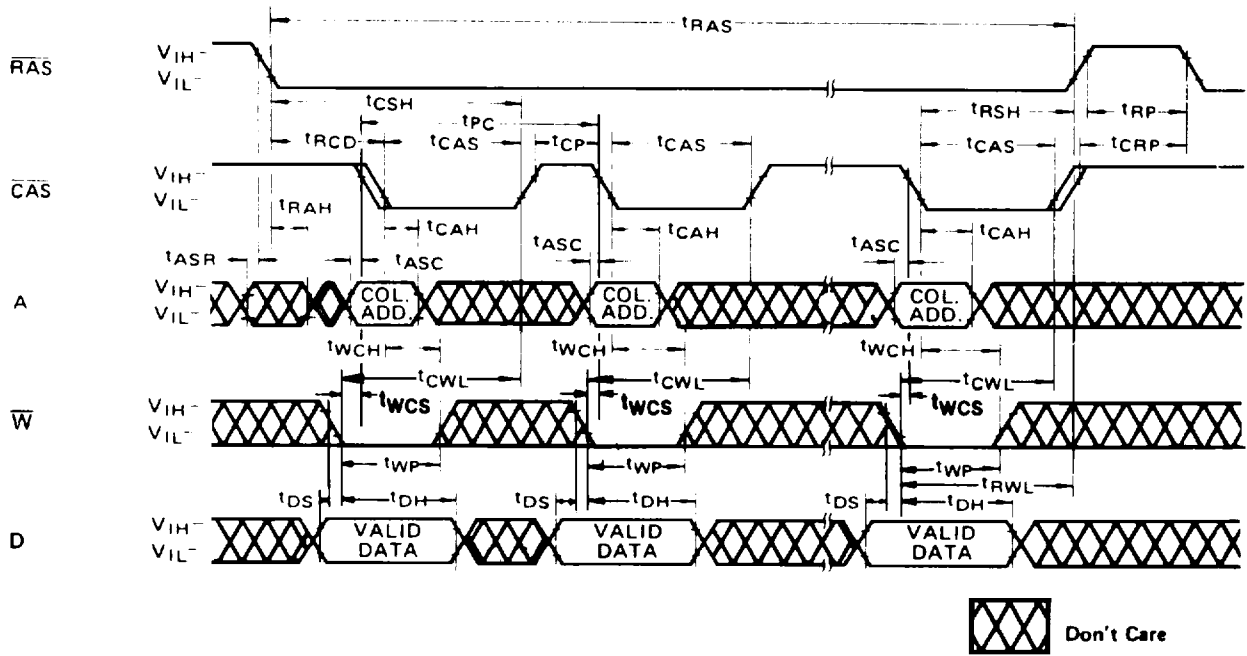 tRAS
RAS VIH-
VIL-
tCSH tRSH tRP
tPC
tRCD tCAS tCP tCAS tCAS tCRP
CAS VIH-
VIL-
tRAH tCAH tCAH tCAH
tASR tASC tASC tASC
A VIH-
VIL-
COL. ADD. COL. ADD. COL. ADD.
tWCH tWCH tWCH
tCWL tCWL tCWL
tWCS tWCS tWCS
W VIH-
VIL-
tWP tWP tWP
tRWL
tDS tDH tDS tDH tDS tDH
D VIH-
VIL-
VALID DATA VALID DATA VALID DATA
Don't Care